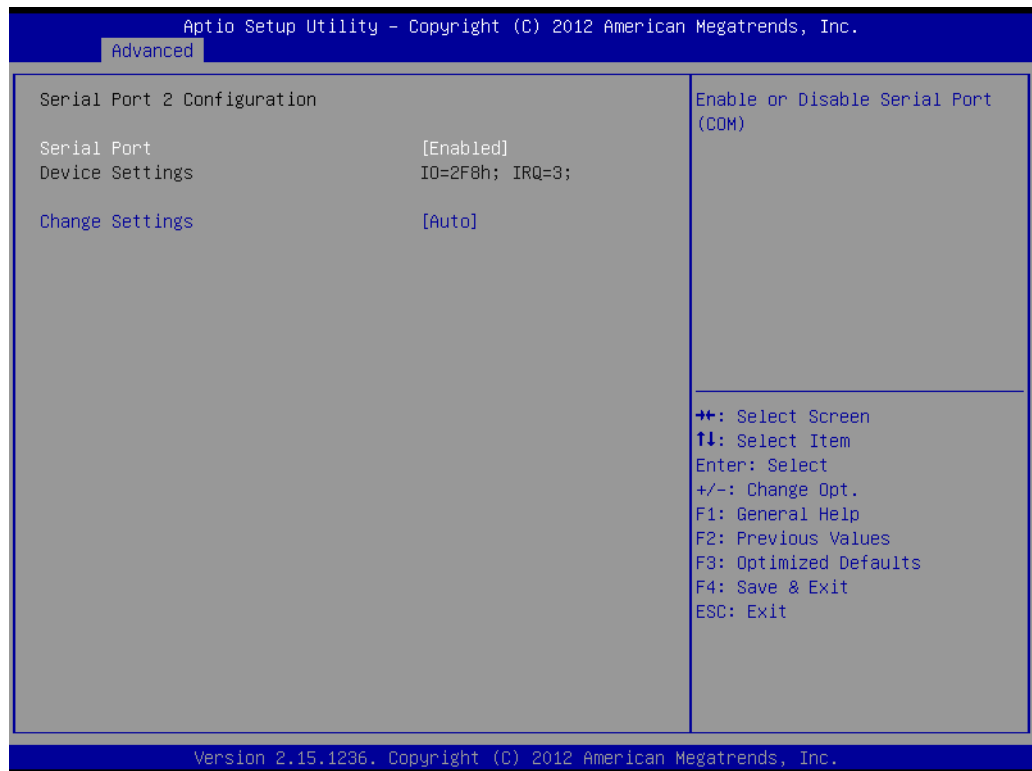 Aptio Setup Utility – Copyright (C) 2012 American Megatrends, Inc.
Advanced
Serial Port 2 Configuration
Serial Port [Enabled]
Device Settings IO=2F8h; IRQ=3;
Change Settings [Auto]
Enable or Disable Serial Port
(COM)
→←: Select Screen
↑↓: Select Item
Enter: Select
+/-: Change Opt.
F1: General Help
F2: Previous Values
F3: Optimized Defaults
F4: Save & Exit
ESC: Exit
Version 2.15.1236. Copyright (C) 2012 American Megatrends, Inc.